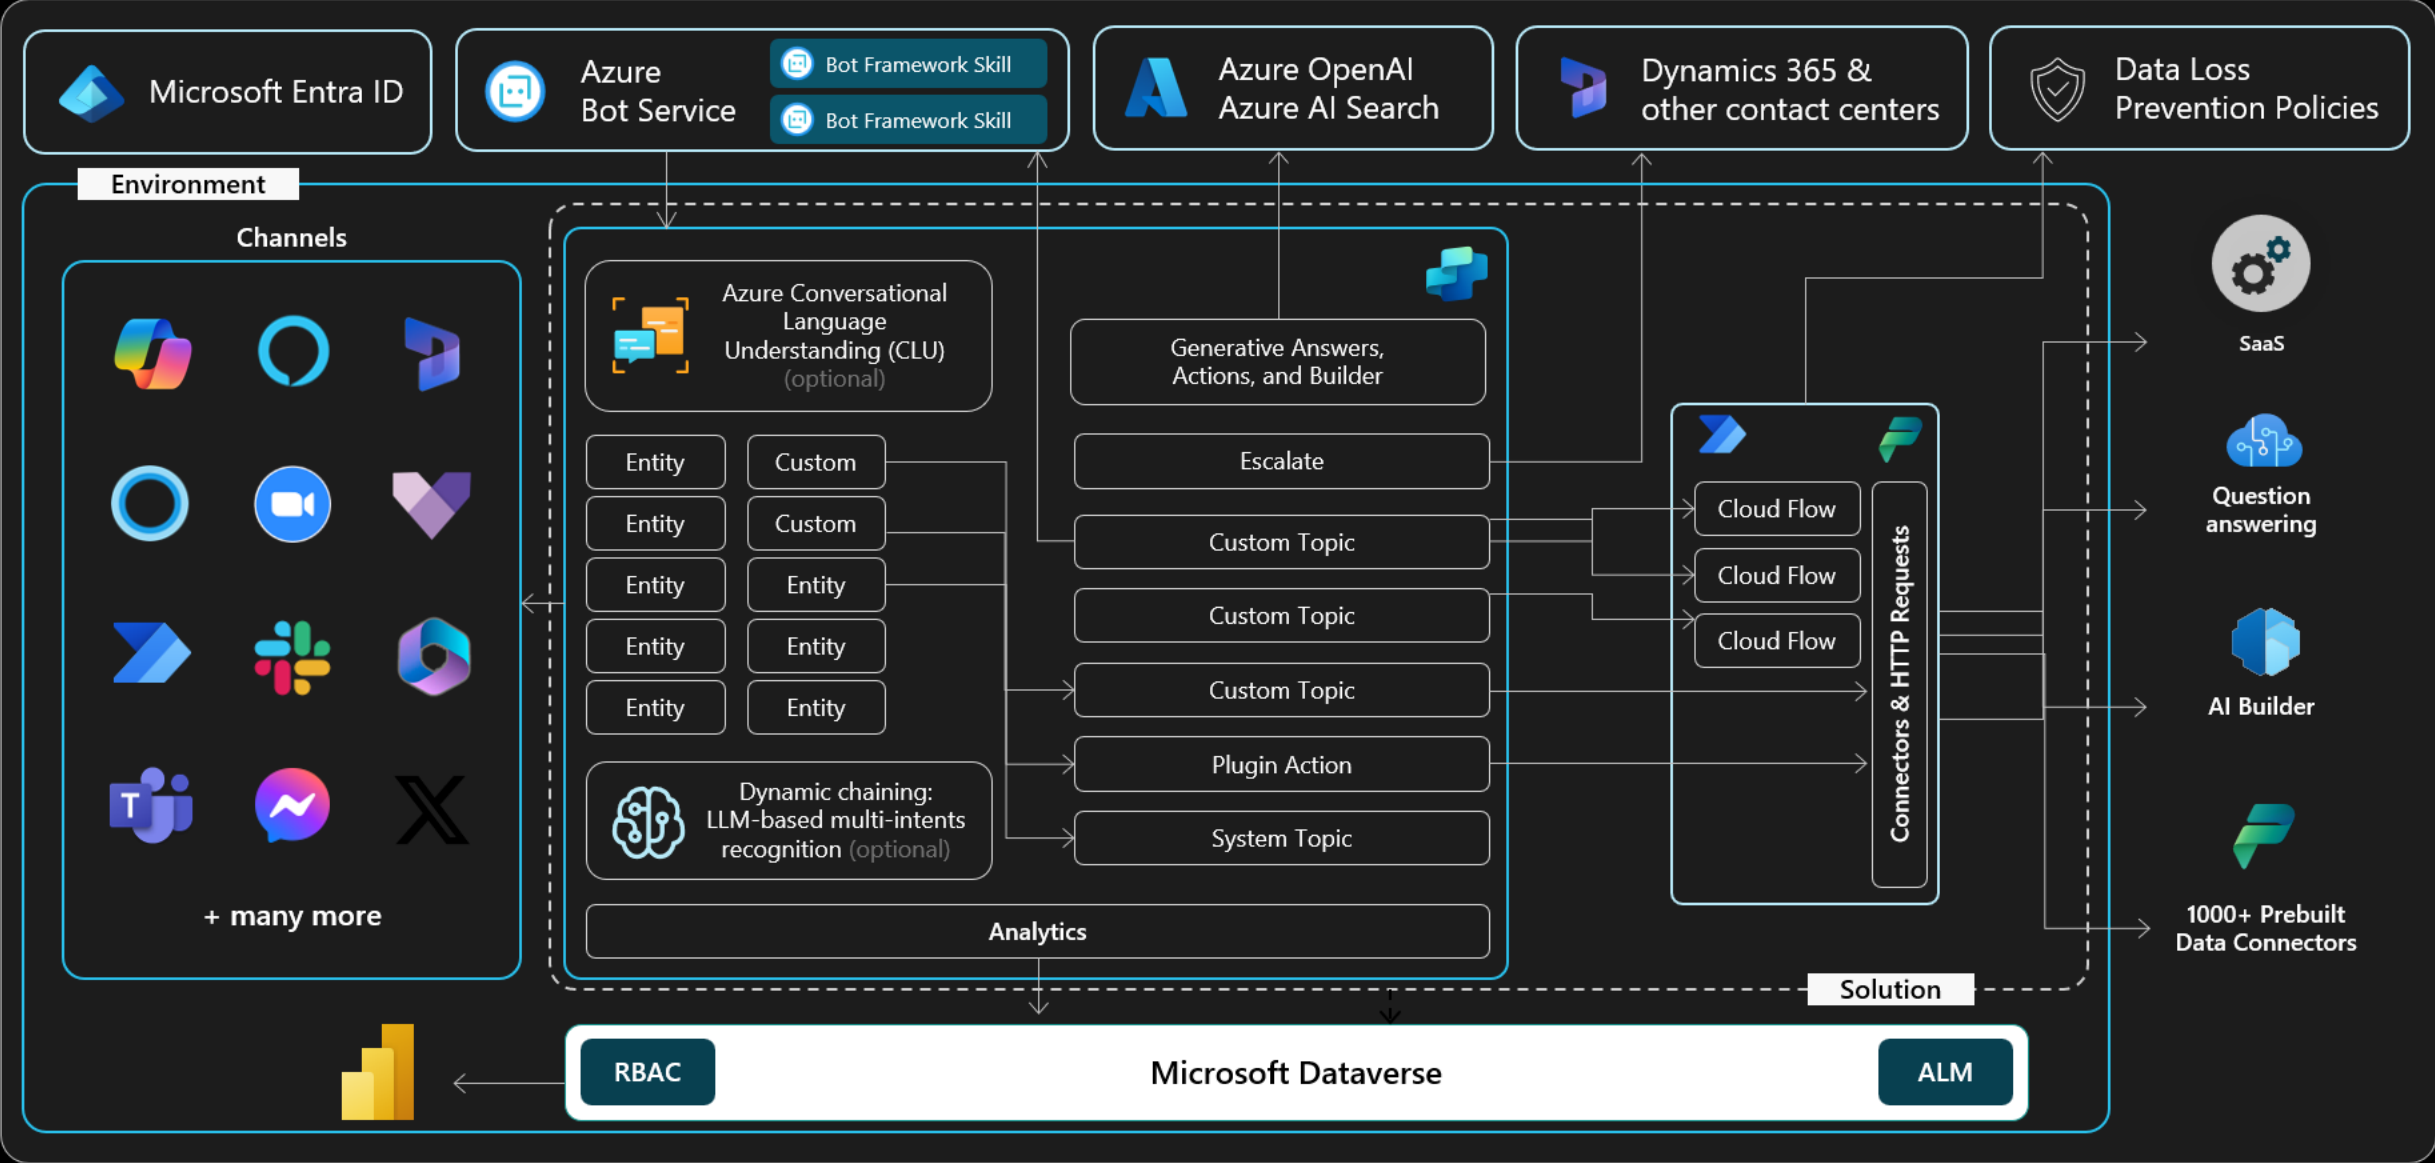 Microsoft Entra ID
Azure
Bot Service
Bot Framework Skill
Bot Framework Skill
Azure OpenAI
Azure AI Search
Dynamics 365 &
other contact centers
Data Loss
Prevention Policies
Environment
Channels
+ many more
Azure Conversational
Language
Understanding (CLU)
(optional)
Entity
Custom
Entity
Custom
Entity
Entity
Entity
Entity
Entity
Entity
Dynamic chaining:
LLM-based multi-intents
recognition (optional)
Generative Answers,
Actions, and Builder
Escalate
Custom Topic
Custom Topic
Custom Topic
Plugin Action
System Topic
Analytics
Cloud Flow
Cloud Flow
Cloud Flow
Connectors & HTTP Requests
SaaS
Question
answering
AI Builder
1000+ Prebuilt
Data Connectors
Solution
RBAC
Microsoft Dataverse
ALM
T